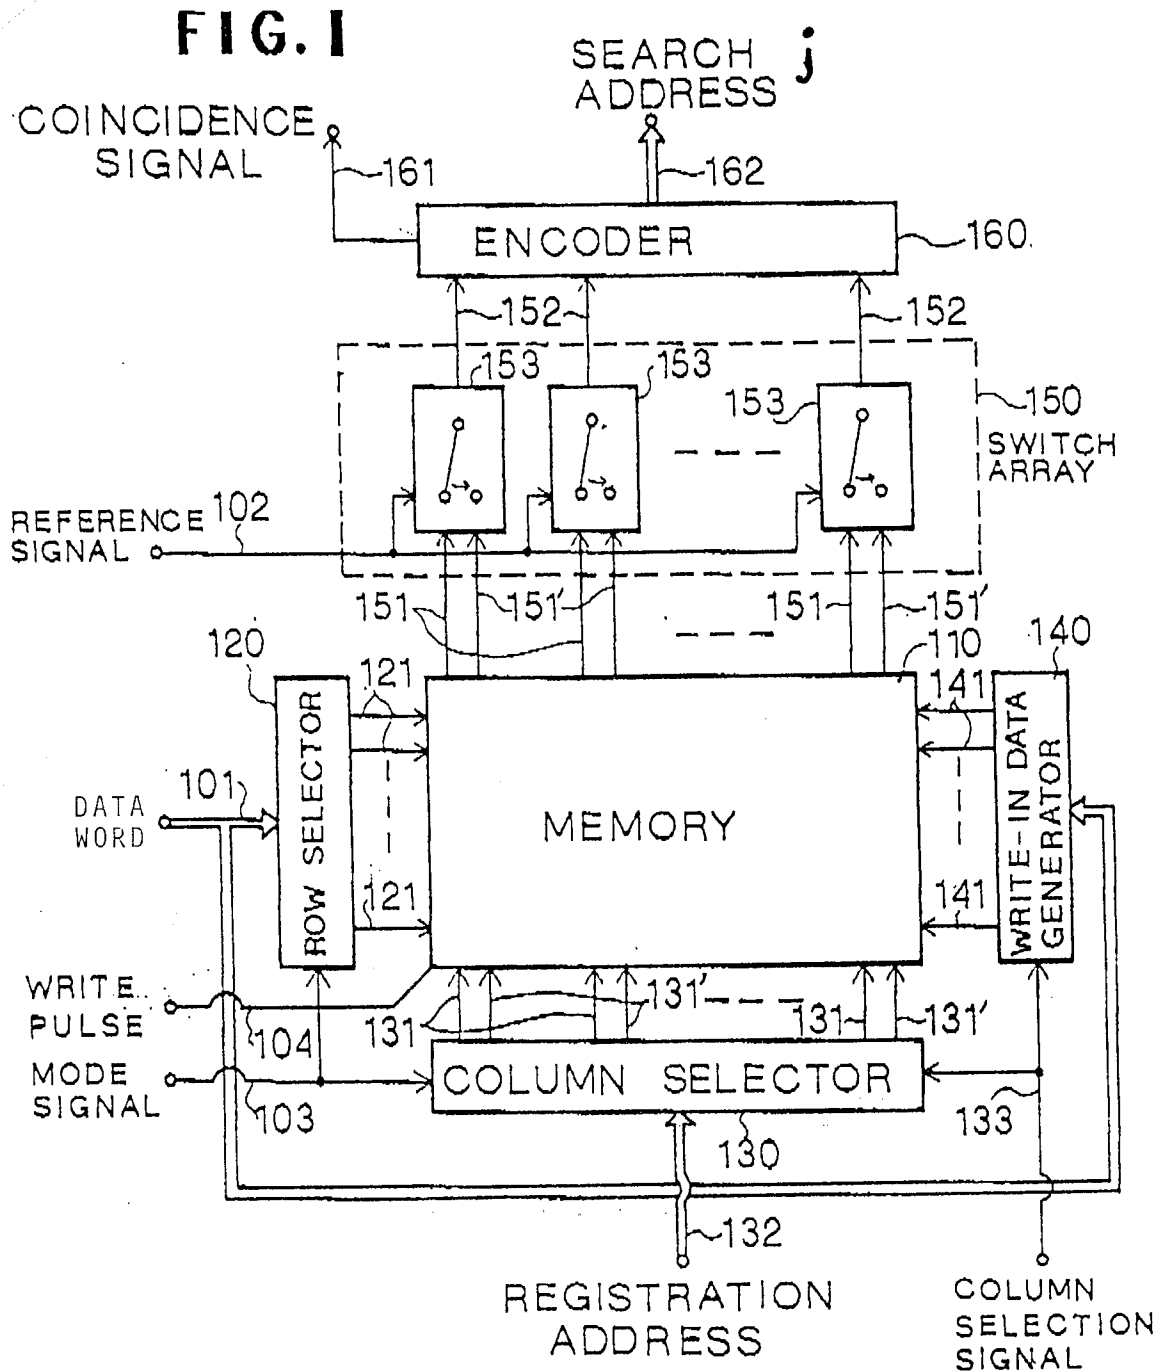 FIG. 1
SEARCH j
ADDRESS
COINCIDENCE
SIGNAL
161
162
ENCODER
160
152
152
153
153
153
150
SWITCH
ARRAY
REFERENCE
SIGNAL
102
151
151'
151
151'
120
110
140
121
141
ROW SELECTOR
MEMORY
WRITE-IN DATA
GENERATOR
101
DATA
WORD
121
141
WRITE
PULSE
104
131
131'
131
131'
MODE
SIGNAL
103
COLUMN SELECTOR
133
130
132
REGISTRATION
ADDRESS
COLUMN
SELECTION
SIGNAL